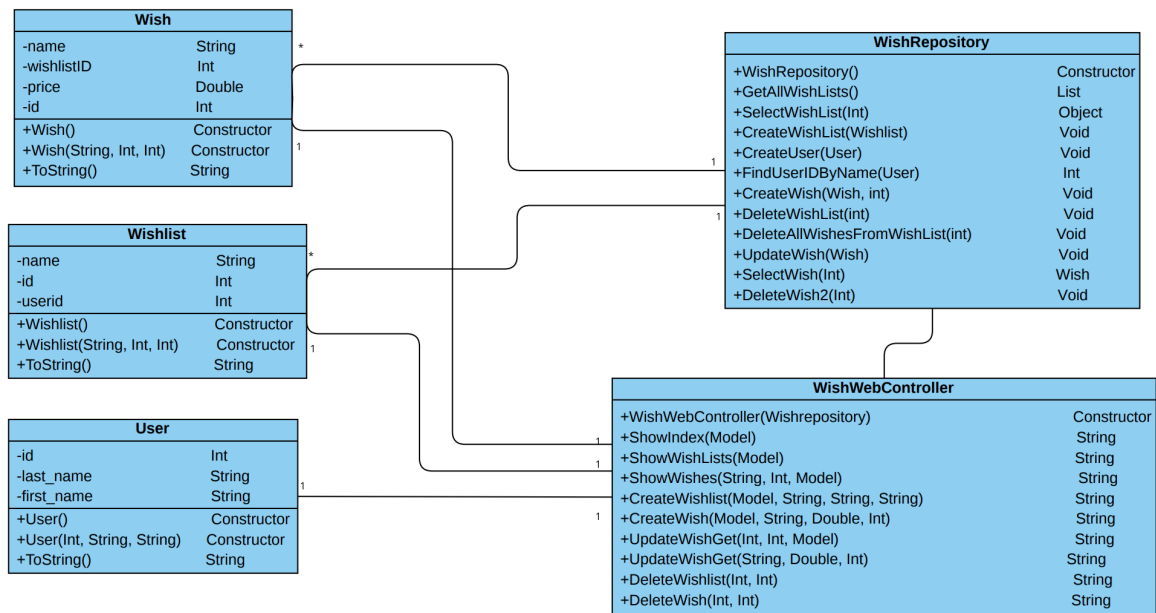 Wish
-name String
-wishlistID Int
-price Double
-id Int
+Wish() Constructor
+Wish(String, Int, Int) Constructor
+ToString() String
*
1
Wishlist
-name String
-id Int
-userid Int
+Wishlist() Constructor
+Wishlist(String, Int, Int) Constructor
+ToString() String
*
1
User
-id Int
-last_name String
-first_name String
+User() Constructor
+User(Int, String, String) Constructor
+ToString() String
1
WishRepository
+WishRepository() Constructor
+GetAllWishLists() List
+SelectWishList(Int) Object
+CreateWishList(Wishlist) Void
+CreateUser(User) Void
+FindUserIDByName(User) Int
+CreateWish(Wish, int) Void
+DeleteWishList(int) Void
+DeleteAllWishesFromWishList(int) Void
+UpdateWish(Wish) Void
+SelectWish(Int) Wish
+DeleteWish2(Int) Void
1
1
WishWebController
+WishWebController(Wishrepository) Constructor
+ShowIndex(Model) String
+ShowWishLists(Model) String
+ShowWishes(String, Int, Model) String
+CreateWishlist(Model, String, String, String) String
+CreateWish(Model, String, Double, Int) String
+UpdateWishGet(Int, Int, Model) String
+UpdateWishGet(String, Double, Int) String
+DeleteWishlist(Int, Int) String
+DeleteWish(Int, Int) String
1
1
1